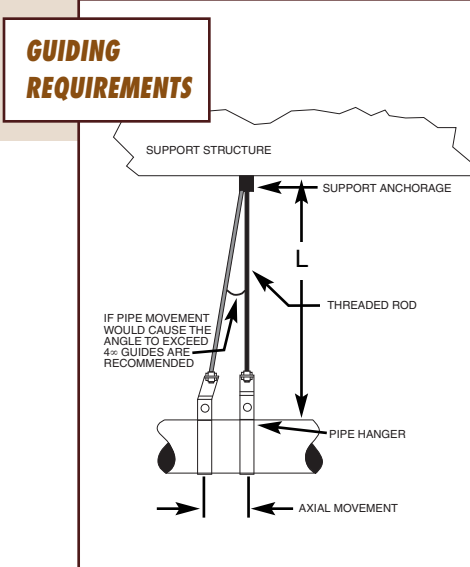 GUIDING
REQUIREMENTS
SUPPORT STRUCTURE
SUPPORT ANCHORAGE
L
THREADED ROD
IF PIPE MOVEMENT
WOULD CAUSE THE
ANGLE TO EXCEED
4∞ GUIDES ARE
RECOMMENDED
PIPE HANGER
AXIAL MOVEMENT